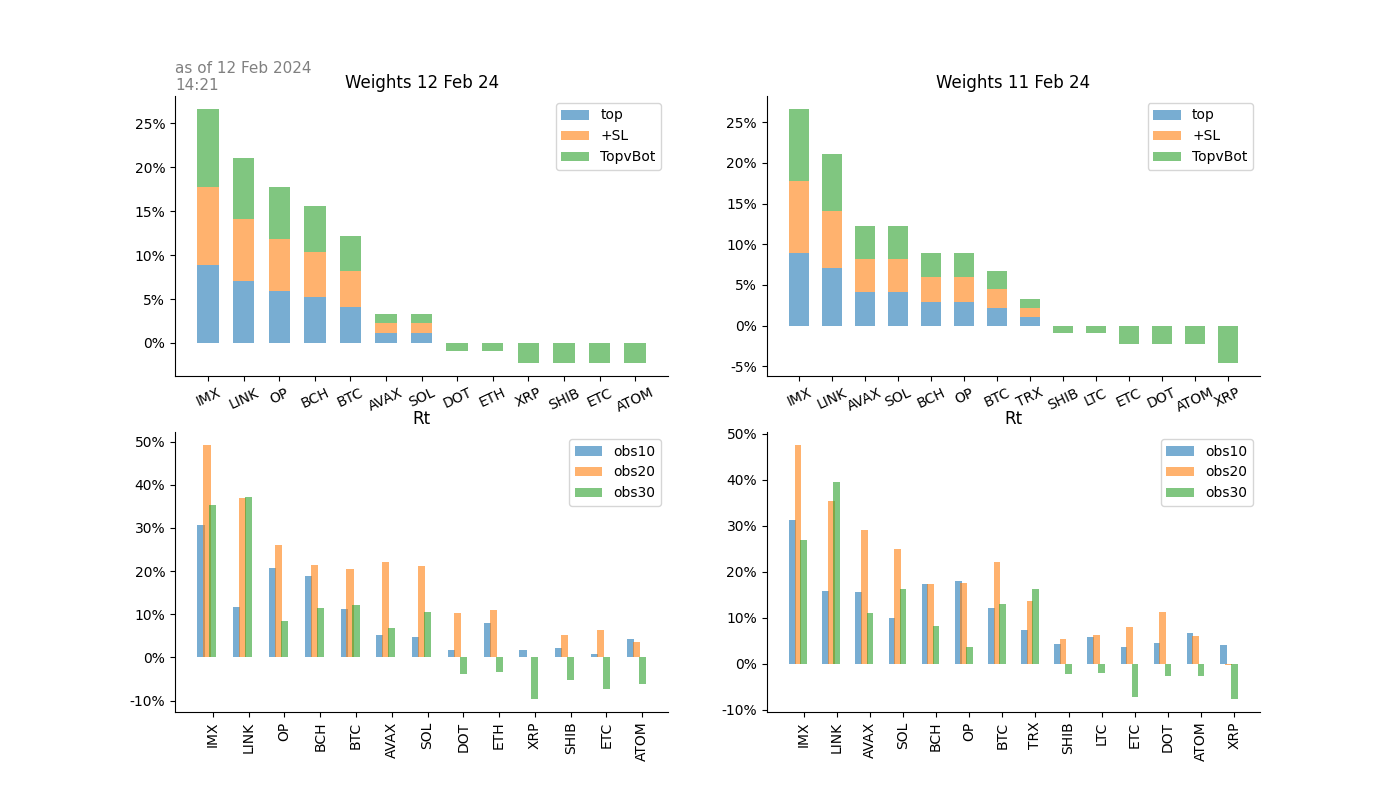 as of 12 Feb 2024
14:21
Weights 12 Feb 24
25%
20%
15%
10%
5%
0%
top
+SL
TopvBot
IMX LINK OP BCH BTC AVAX SOL DOT ETH XRP SHIB ETC ATOM
Weights 11 Feb 24
25%
20%
15%
10%
5%
0%
-5%
top
+SL
TopvBot
IMX LINK AVAX SOL BCH OP BTC TRX SHIB LTC ETC DOT ATOM XRP
Rt
50%
40%
30%
20%
10%
0%
-10%
obs10
obs20
obs30
IMX LINK OP BCH BTC AVAX SOL DOT ETH XRP SHIB ETC ATOM
Rt
50%
40%
30%
20%
10%
0%
-10%
obs10
obs20
obs30
IMX LINK AVAX SOL BCH OP BTC TRX SHIB LTC ETC DOT ATOM XRP